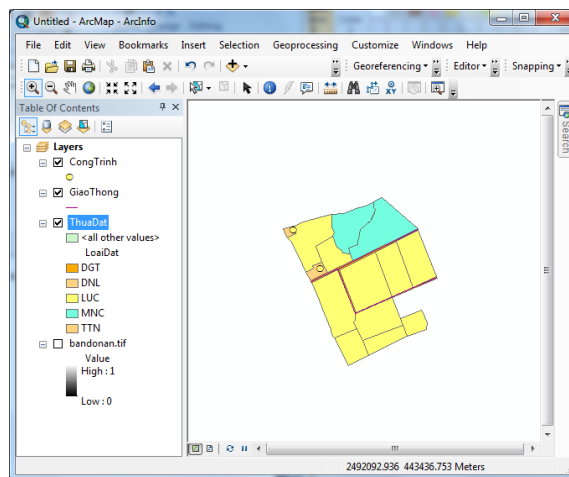 Untitled - ArcMap - ArcInfo
File Edit View Bookmarks Insert Selection Geoprocessing Customize Windows Help
Georeferencing Editor Snapping
Table Of Contents
Search
Layers
CongTrinh
GiaoThong
ThuaDat
<all other values>
LoaiDat
DGT
DNL
LUC
MNC
TTN
bandonan.tif
Value
High : 1
Low : 0
2492092.936 443436.753 Meters